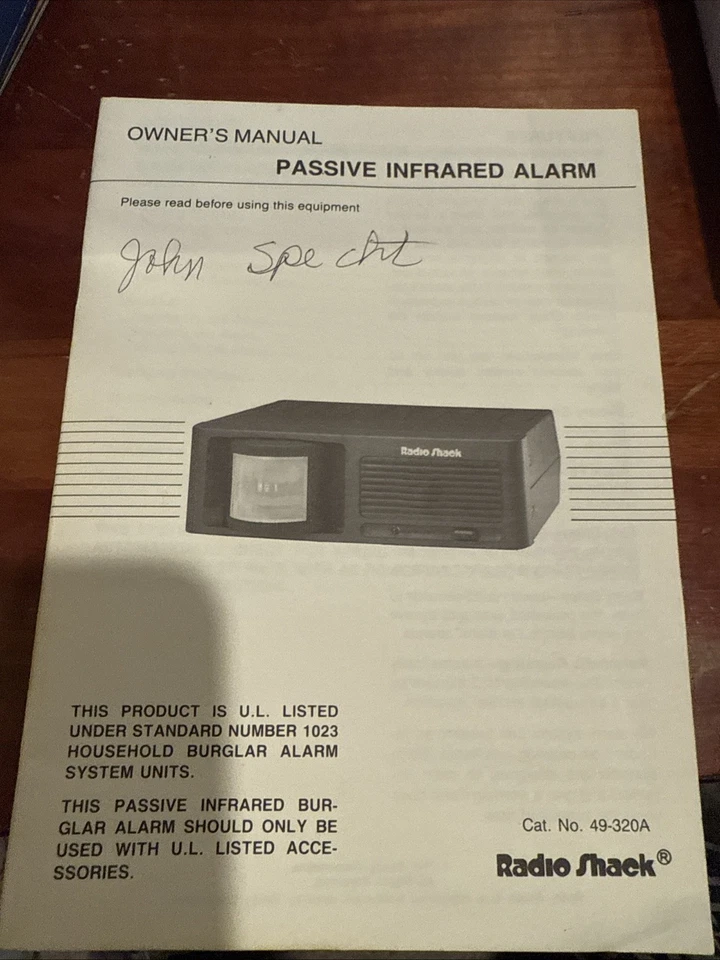 OWNER'S MANUAL
PASSIVE INFRARED ALARM
Please read before using this equipment
John Specht
Radio Shack
THIS PRODUCT IS U.L. LISTED
UNDER STANDARD NUMBER 1023
HOUSEHOLD BURGLAR ALARM
SYSTEM UNITS.
THIS PASSIVE INFRARED BUR-
GLAR ALARM SHOULD ONLY BE
USED WITH U.L. LISTED ACCE-
SSORIES.
Cat. No. 49-320A
Radio Shack®